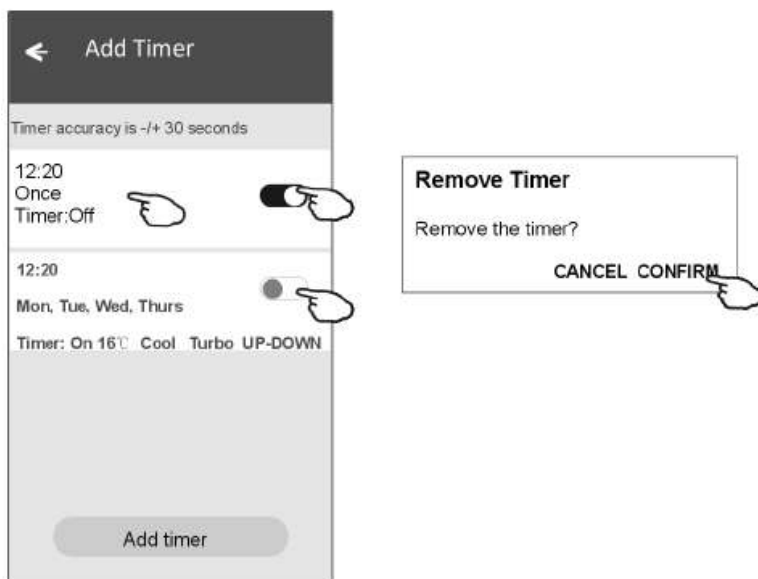 Add Timer
Timer accuracy is -/+ 30 seconds
12:20
Once
Timer:Off
12:20
Mon, Tue, Wed, Thurs
Timer: On 16℃ Cool Turbo UP-DOWN
Add timer
Remove Timer
Remove the timer?
CANCEL CONFIRM